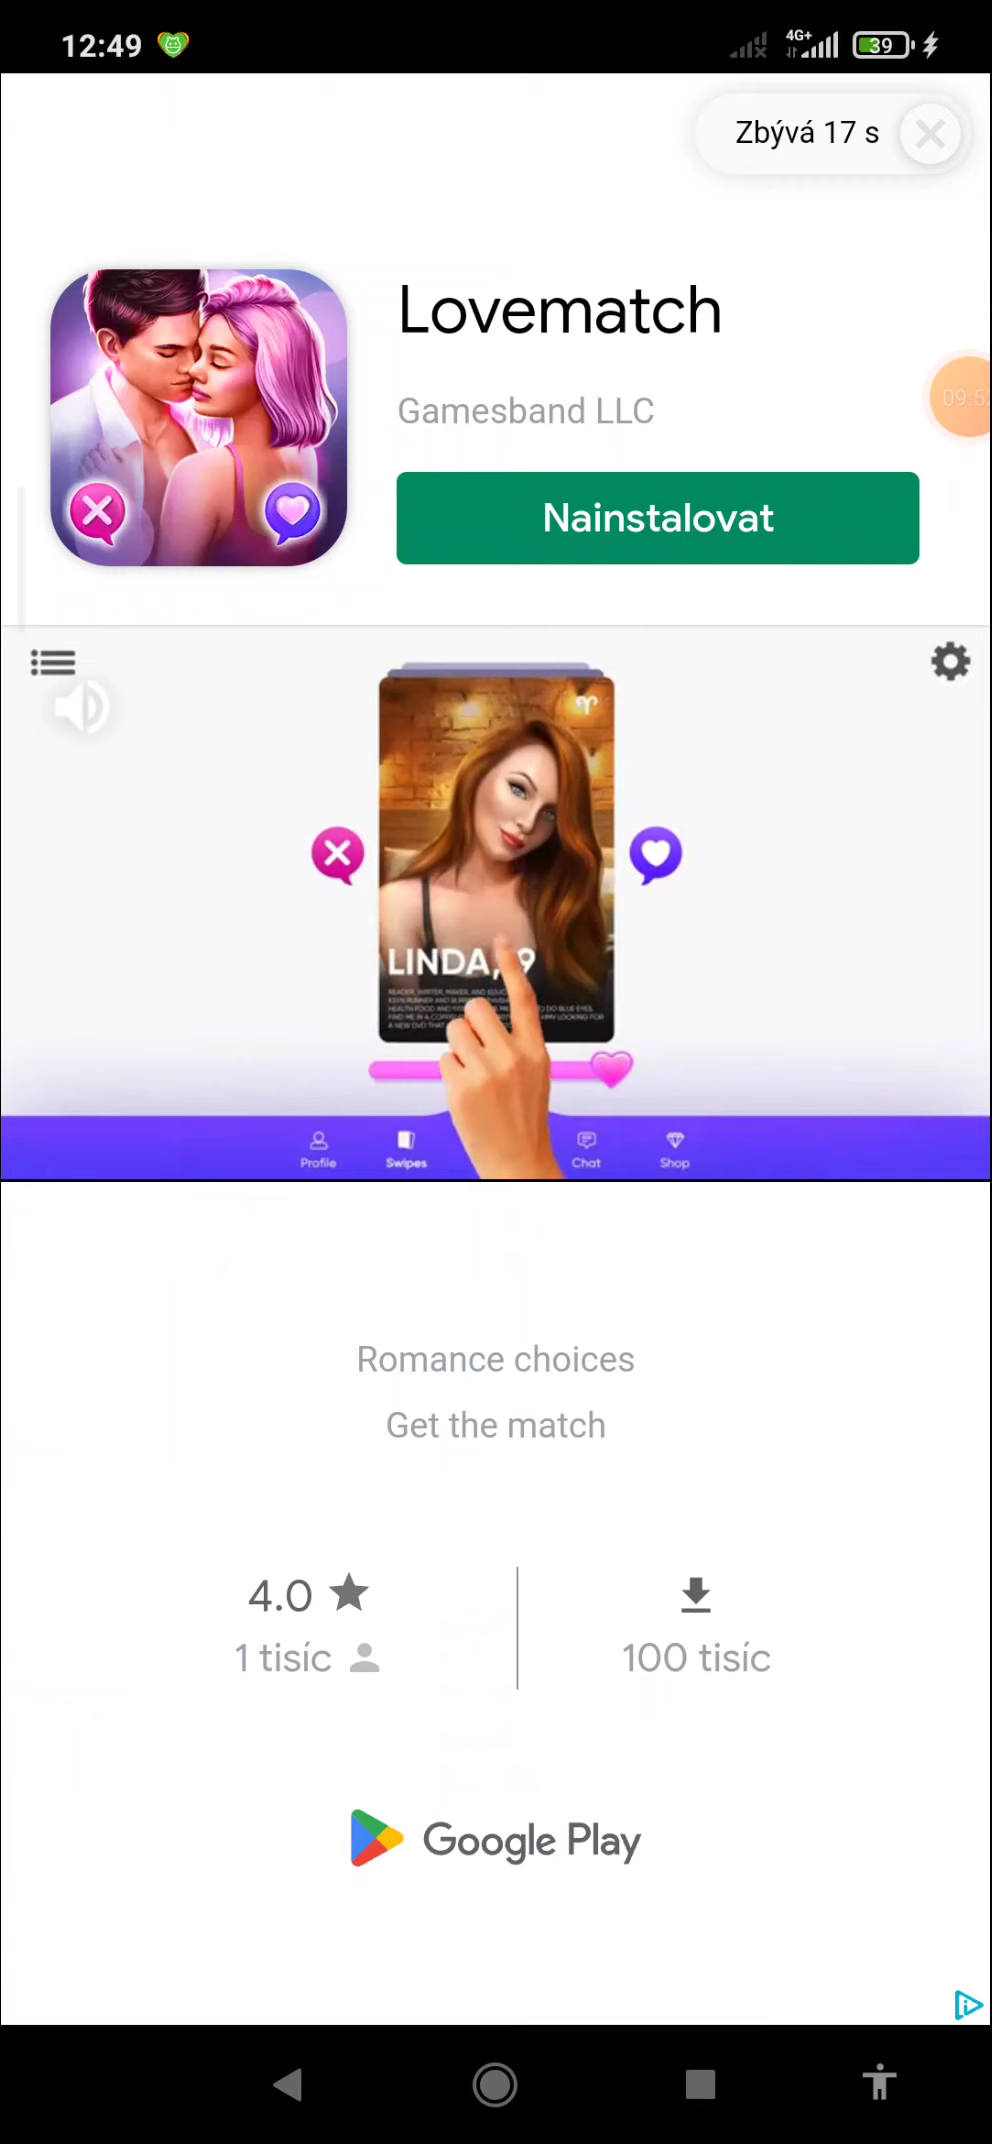 12:49
4G+
39
Zbývá 17 s
Lovematch
Gamesband LLC
Nainstalovat
LINDA, 9
Profile
Swipes
Chat
Shop
Romance choices
Get the match
4.0
1 tisíc
100 tisíc
Google Play